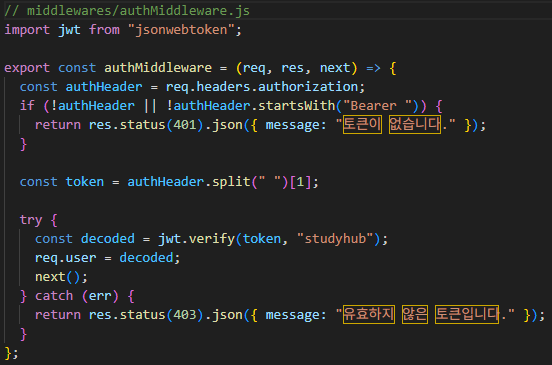 // middlewares/authMiddleware.js
import jwt from "jsonwebtoken";
export const authMiddleware = (req, res, next) => {
const authHeader = req.headers.authorization;
if (!authHeader || !authHeader.startsWith("Bearer ")) {
return res.status(401).json({ message: "토큰이 없습니다." });
}
const token = authHeader.split(" ")[1];
try {
const decoded = jwt.verify(token, "studyhub");
req.user = decoded;
next();
} catch (err) {
return res.status(403).json({ message: "유효하지 않은 토큰입니다." });
}
};